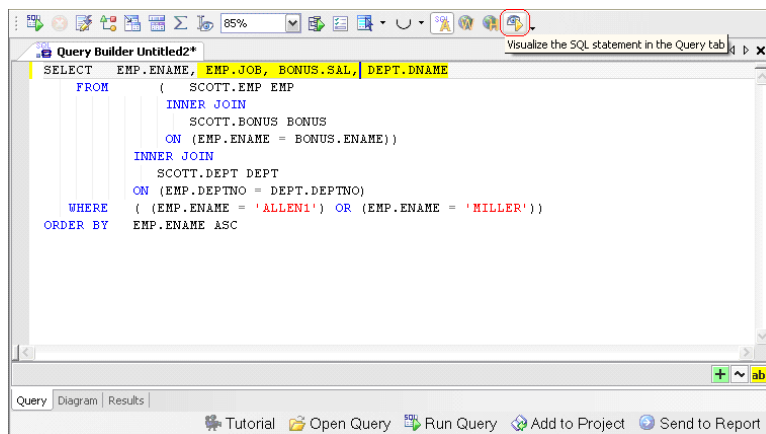 85%
Query Builder Untitled2*
Visualize the SQL statement in the Query tab
SELECT EMP.ENAME, EMP.JOB, BONUS.SAL, DEPT.DNAME
FROM ( SCOTT.EMP EMP
INNER JOIN
SCOTT.BONUS BONUS
ON (EMP.ENAME = BONUS.ENAME))
INNER JOIN
SCOTT.DEPT DEPT
ON (EMP.DEPTNO = DEPT.DEPTNO)
WHERE ( (EMP.ENAME = 'ALLEN1') OR (EMP.ENAME = 'MILLER'))
ORDER BY EMP.ENAME ASC
ab
Query Diagram Results
Tutorial Open Query Run Query Add to Project Send to Report